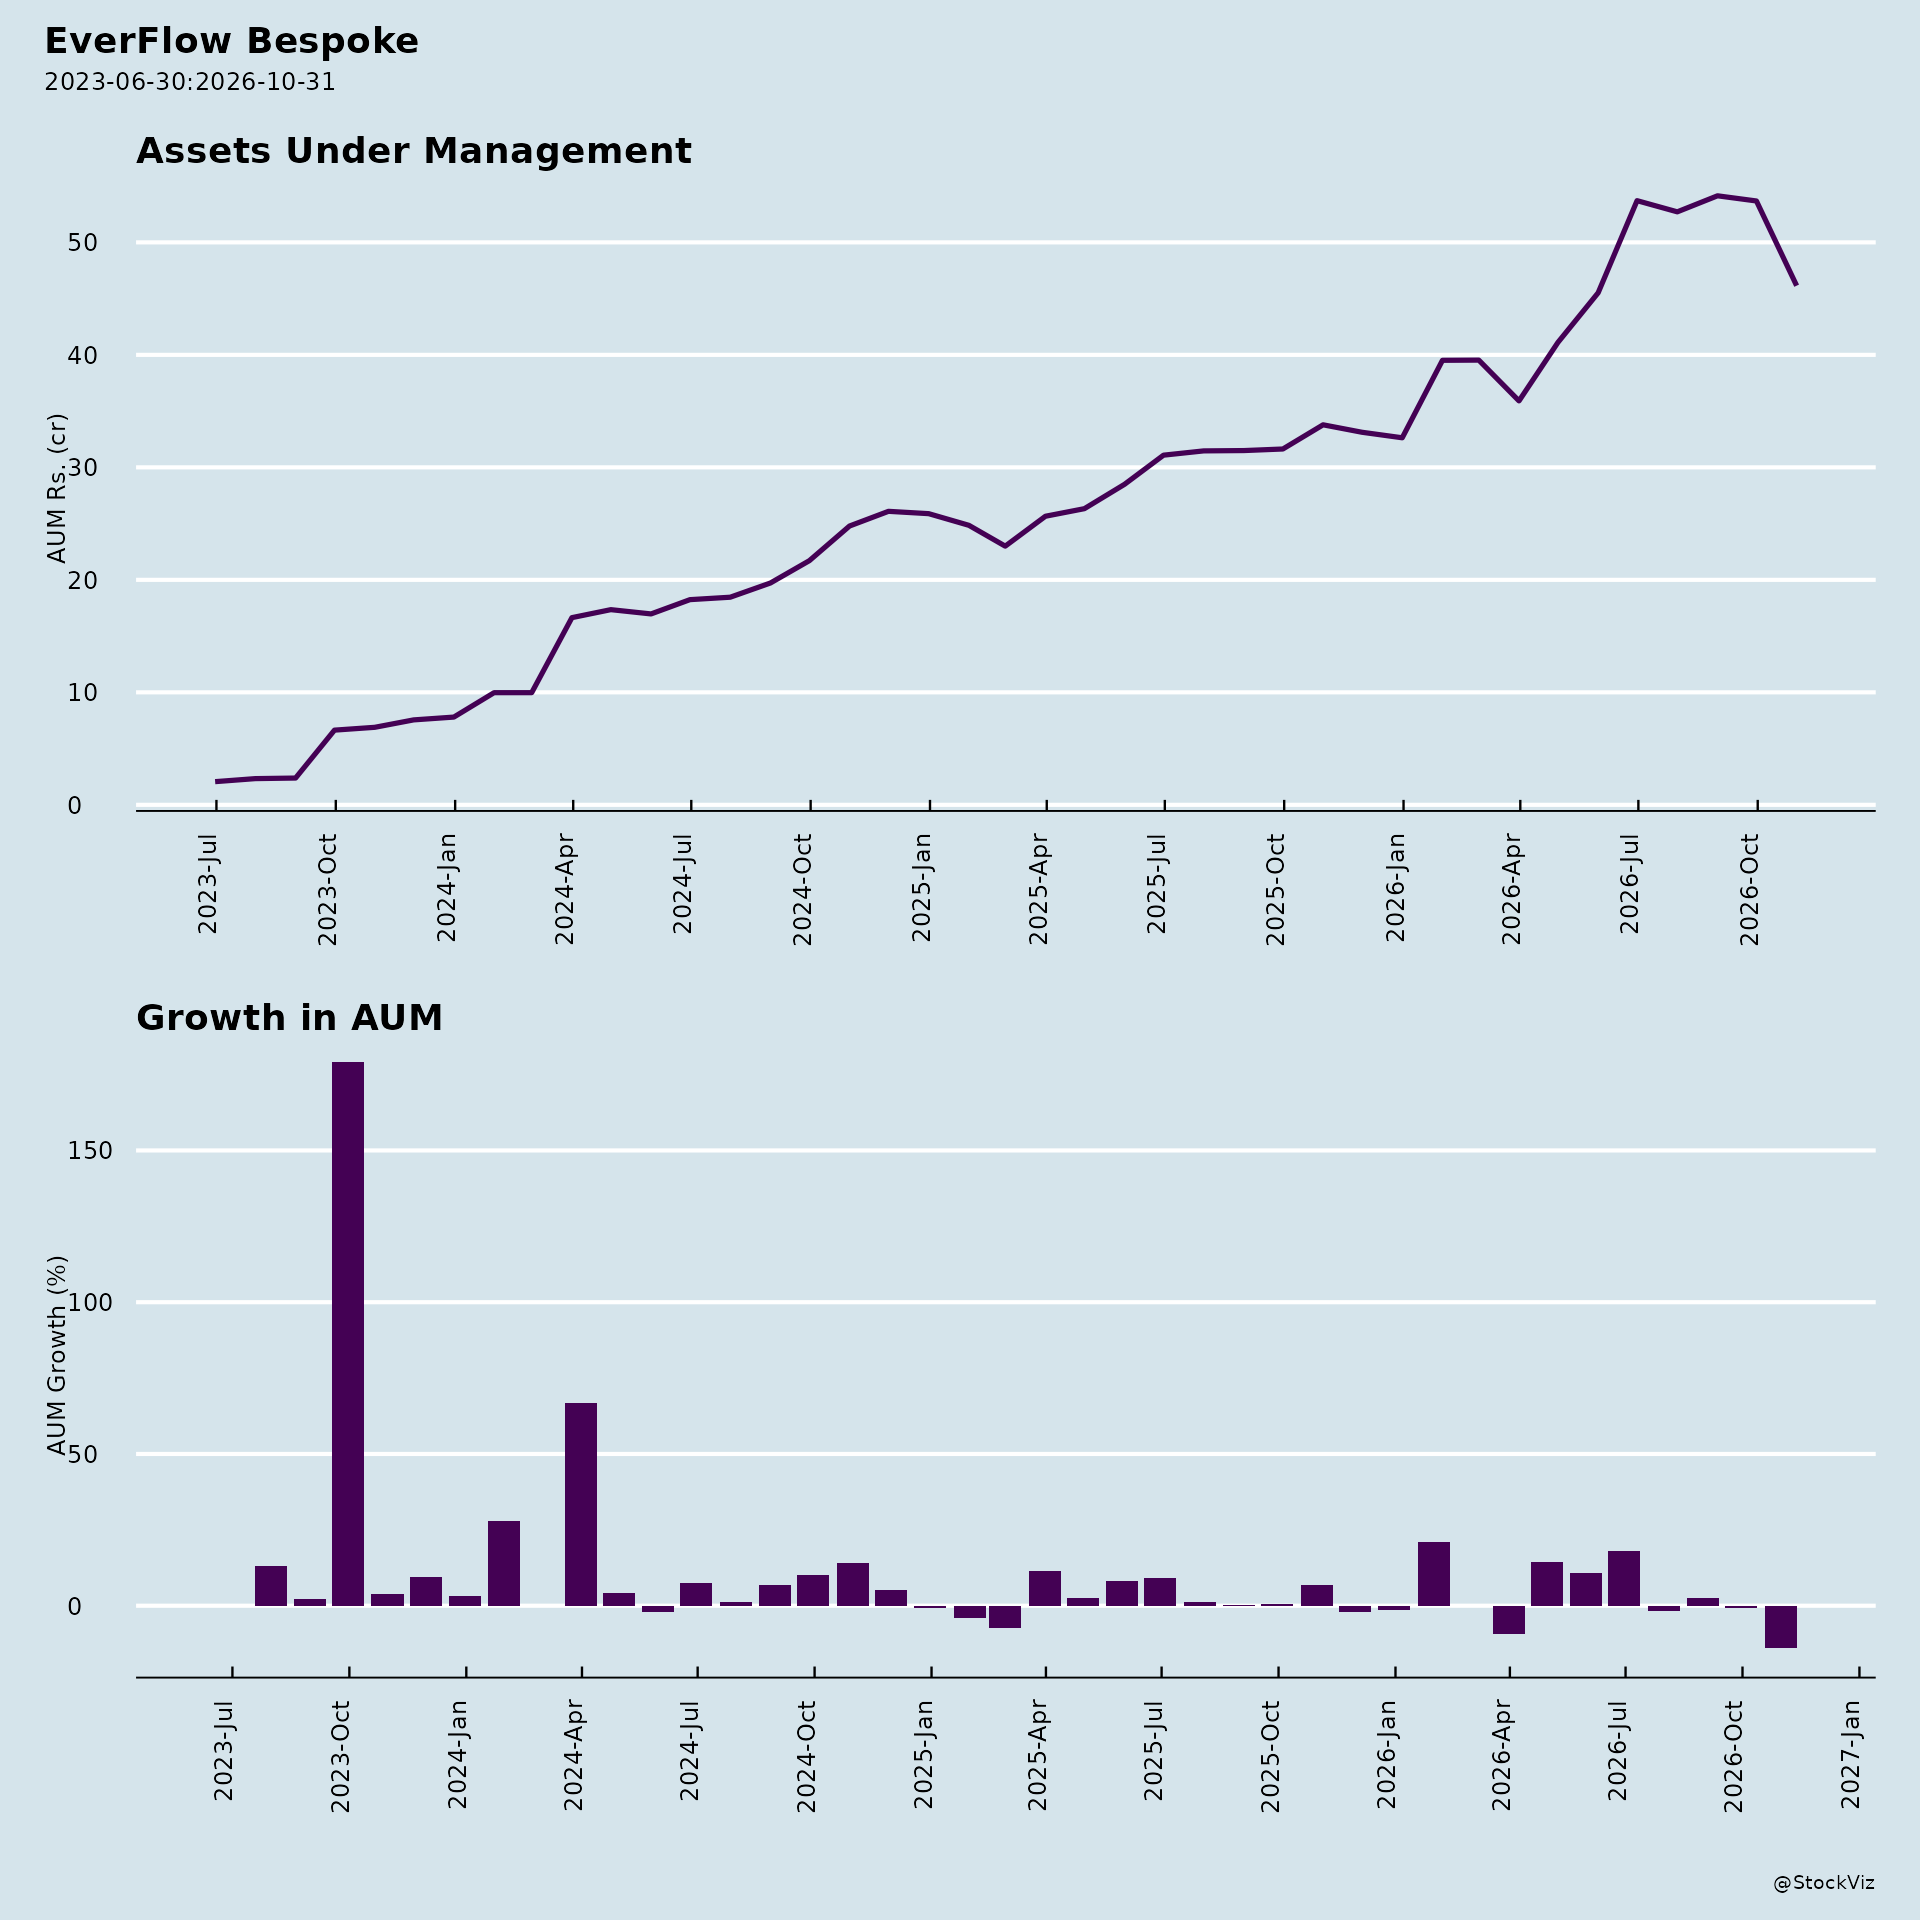 EverFlow Bespoke
2023-06-30:2026-10-31
Assets Under Management
AUM Rs. (cr)
50
40
30
20
10
0
2023-Jul
2023-Oct
2024-Jan
2024-Apr
2024-Jul
2024-Oct
2025-Jan
2025-Apr
2025-Jul
2025-Oct
2026-Jan
2026-Apr
2026-Jul
2026-Oct
Growth in AUM
AUM Growth (%)
150
100
50
0
2023-Jul
2023-Oct
2024-Jan
2024-Apr
2024-Jul
2024-Oct
2025-Jan
2025-Apr
2025-Jul
2025-Oct
2026-Jan
2026-Apr
2026-Jul
2026-Oct
2027-Jan
@StockViz